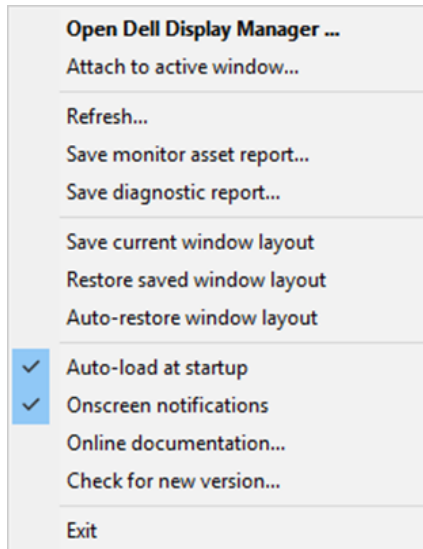 Open Dell Display Manager ...
Attach to active window...
Refresh...
Save monitor asset report...
Save diagnostic report...
Save current window layout
Restore saved window layout
Auto-restore window layout
Auto-load at startup
Onscreen notifications
Online documentation...
Check for new version...
Exit